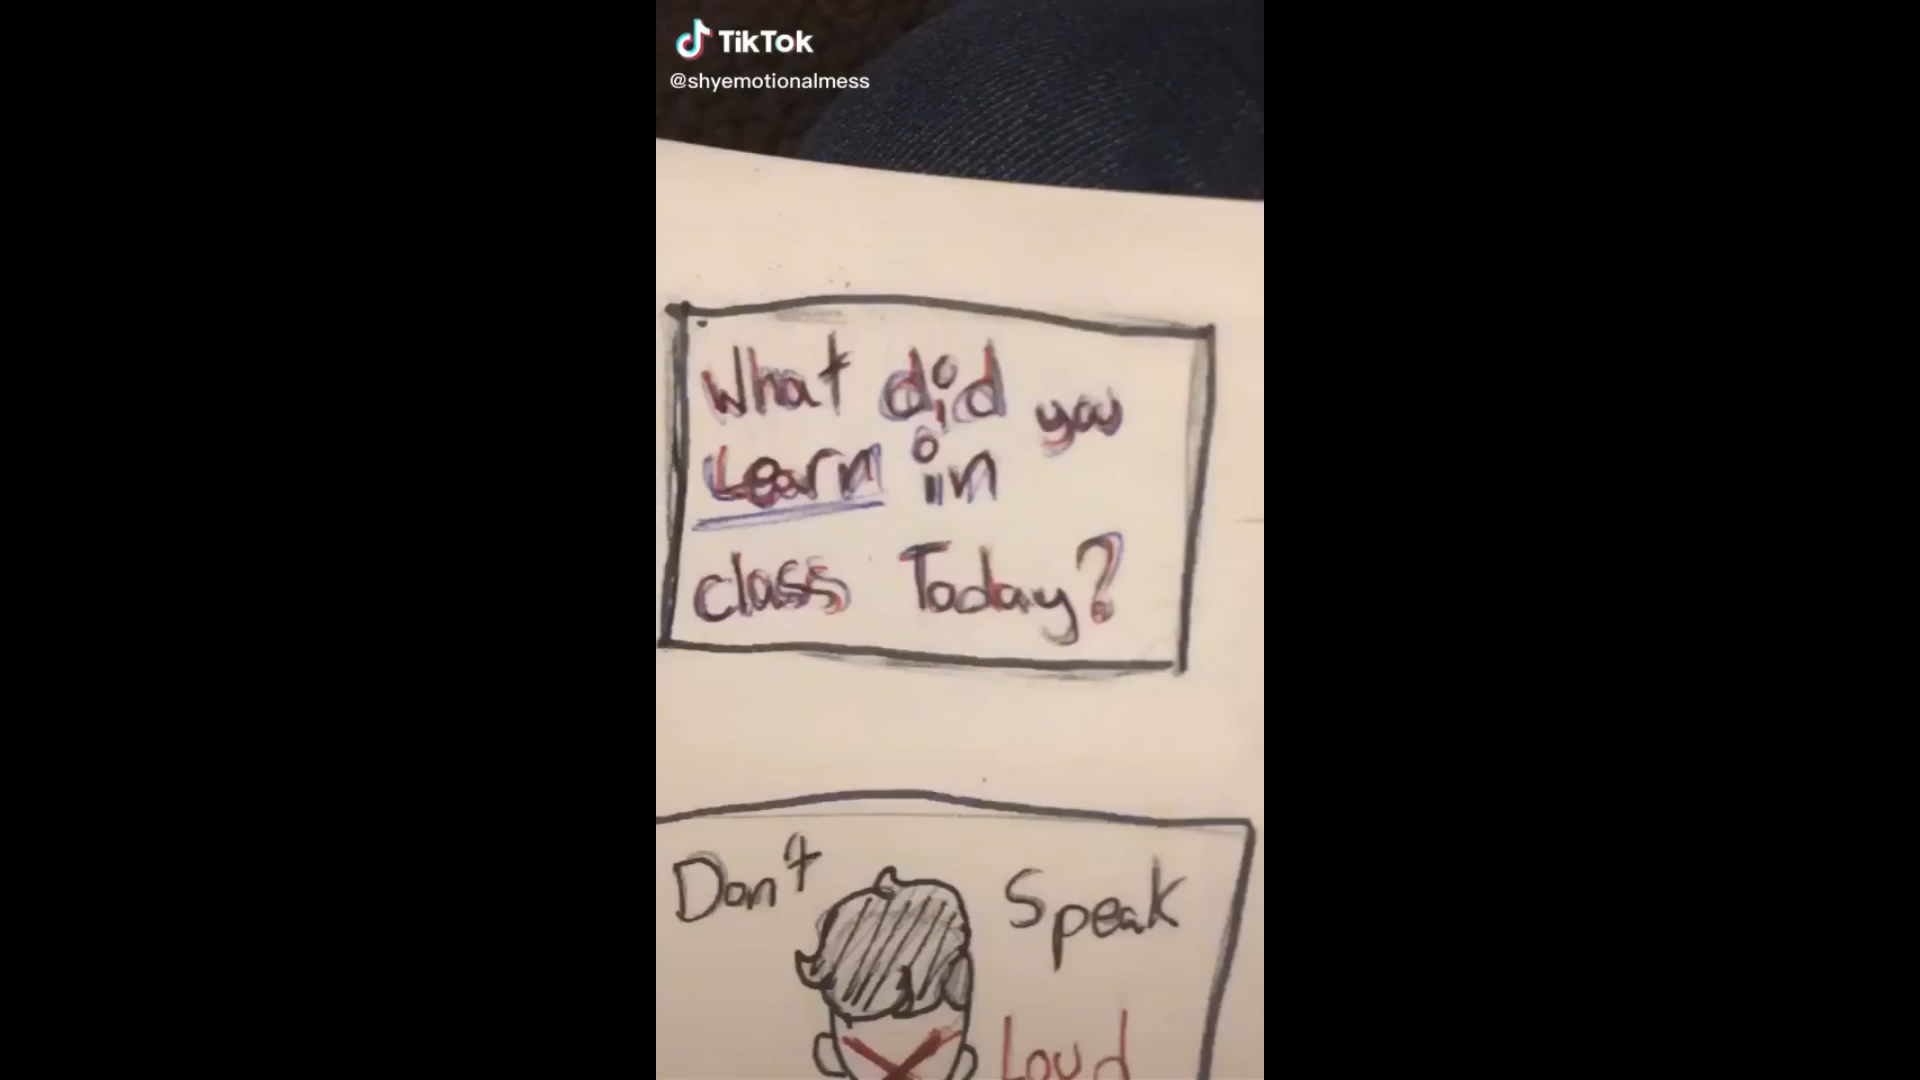 TikTok
@shyemotionalmess
What did you
Learn in
class Today?
Don't Speak
Loud